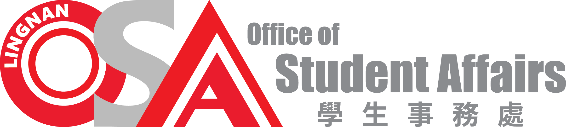 LINGNAN
OSA
Office of
Student Affairs
學生事務處